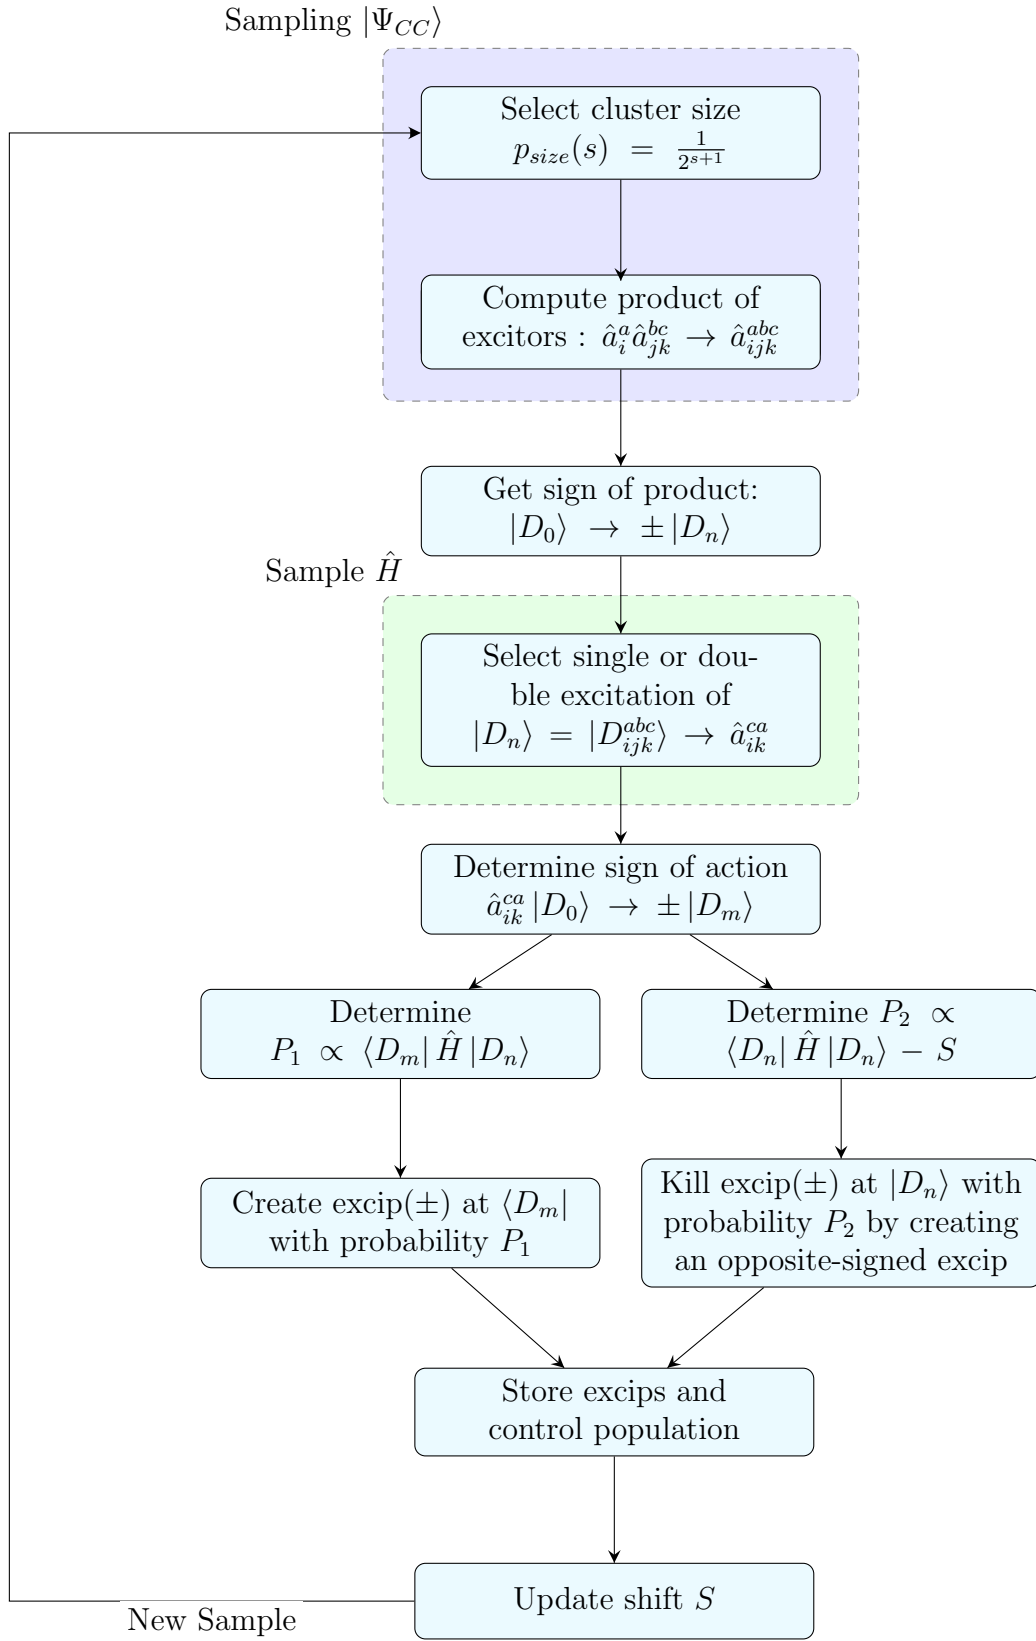 Sampling |Ψ_{CC}⟩
Select cluster size
p_{size}(s) = \frac{1}{2^{s+1}}
Compute product of
excitors : â_i^a â_{jk}^{bc} → â_{ijk}^{abc}
Get sign of product:
|D_0⟩ → ± |D_n⟩
Sample Ĥ
Select single or dou-
ble excitation of
|D_n⟩ = |D_{ijk}^{abc}⟩ → â_{ik}^{ca}
Determine sign of action
â_{ik}^{ca} |D_0⟩ → ± |D_m⟩
Determine
P_1 ∝ ⟨D_m| Ĥ |D_n⟩
Determine P_2 ∝
⟨D_n| Ĥ |D_n⟩ − S
Create excip(±) at ⟨D_m|
with probability P_1
Kill excip(±) at |D_n⟩ with
probability P_2 by creating
an opposite-signed excip
Store excips and
control population
Update shift S
New Sample